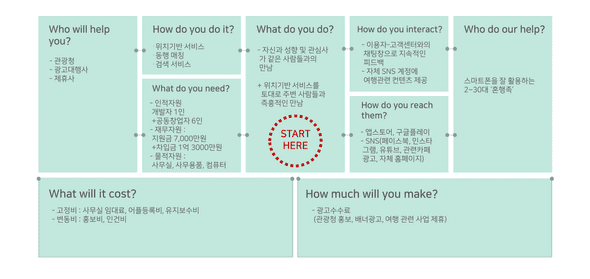 Who will help
you?
- 관광청
- 광고대행사
- 제휴사
How do you do it?
위치기반 서비스
동행 매칭
검색 서비스
What do you need?
- 인적자원
개발자 1인
+공동창업자 6인
- 재무자원 :
지원금 7,000만원
+차입금 1억 3000만원
- 물적자원 :
사무실, 사무용품, 컴퓨터
What do you do?
- 자신과 성향 및 관심사
가 같은 사람들과의
만남
+ 위치기반 서비스를
토대로 주변 사람들과
즉흥적인 만남
START
HERE
How do you interact?
- 이용자-고객센터와의
채팅창으로 지속적인
피드백
- 자체 SNS 계정에
여행관련 컨텐츠 제공
How do you reach
them?
- 앱스토어, 구글플레이
- SNS(페이스북, 인스타
그램, 유튜브, 관련카페
광고, 자체 홈페이지)
Who do our help?
스마트폰을 잘 활용하는
2~30대 '혼행족'
What will it cost?
- 고정비 : 사무실 임대료, 어플등록비, 유지보수비
- 변동비 : 홍보비, 인건비
How much will you make?
- 광고수수료
(관광청 홍보, 배너광고, 여행 관련 사업 제휴)